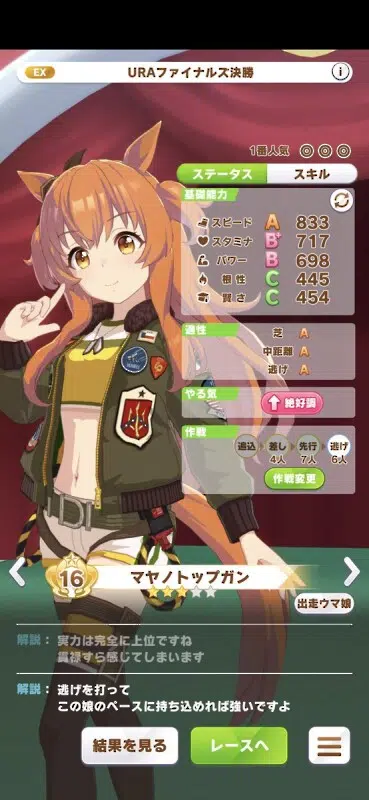 EX
URAファイナルズ決勝
1番人気 ◎ ◎ ◎
ステータス
スキル
基礎能力
スピード A 833
スタミナ B+ 717
パワー B 698
根性 C 445
賢さ C 454
適性
芝 A
中距離 A
逃げ A
やる気
絶好調
作戦
追込 差し 先行 逃げ
4人 7人 6人
作戦変更
16
マヤノトップガン
出走ウマ娘
解説：実力は完全に上位ですね
貫禄すら感じてしまいます
解説：逃げを打って
この娘のペースに持ち込めれば強いですよ
結果を見る
レースへ